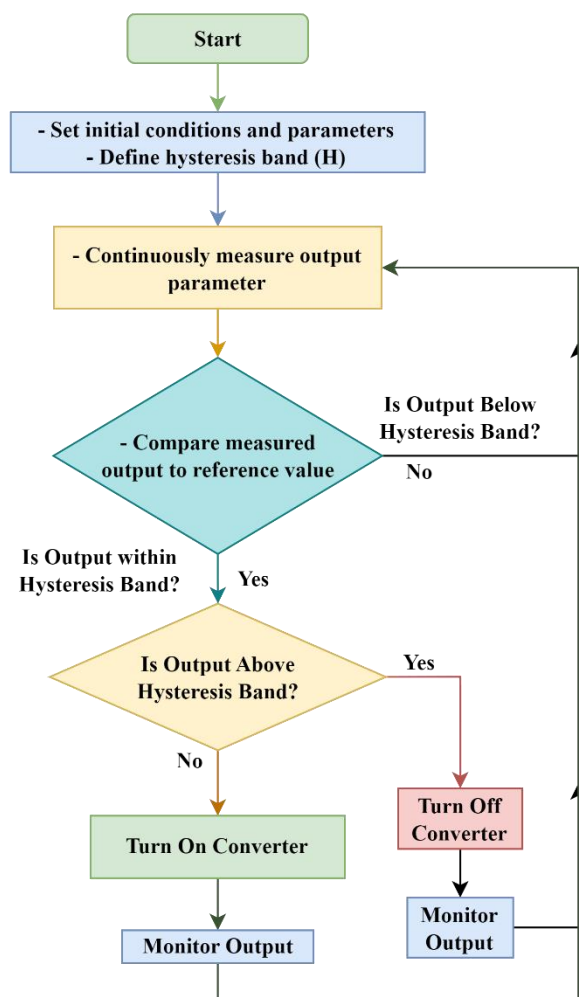 Start
- Set initial conditions and parameters
- Define hysteresis band (H)
- Continuously measure output
parameter
Is Output Below
Hysteresis Band?
- Compare measured
output to reference value
No
Is Output within
Hysteresis Band?
Yes
Is Output Above
Hysteresis Band?
Yes
No
Turn Off
Converter
Turn On Converter
Monitor
Output
Monitor Output